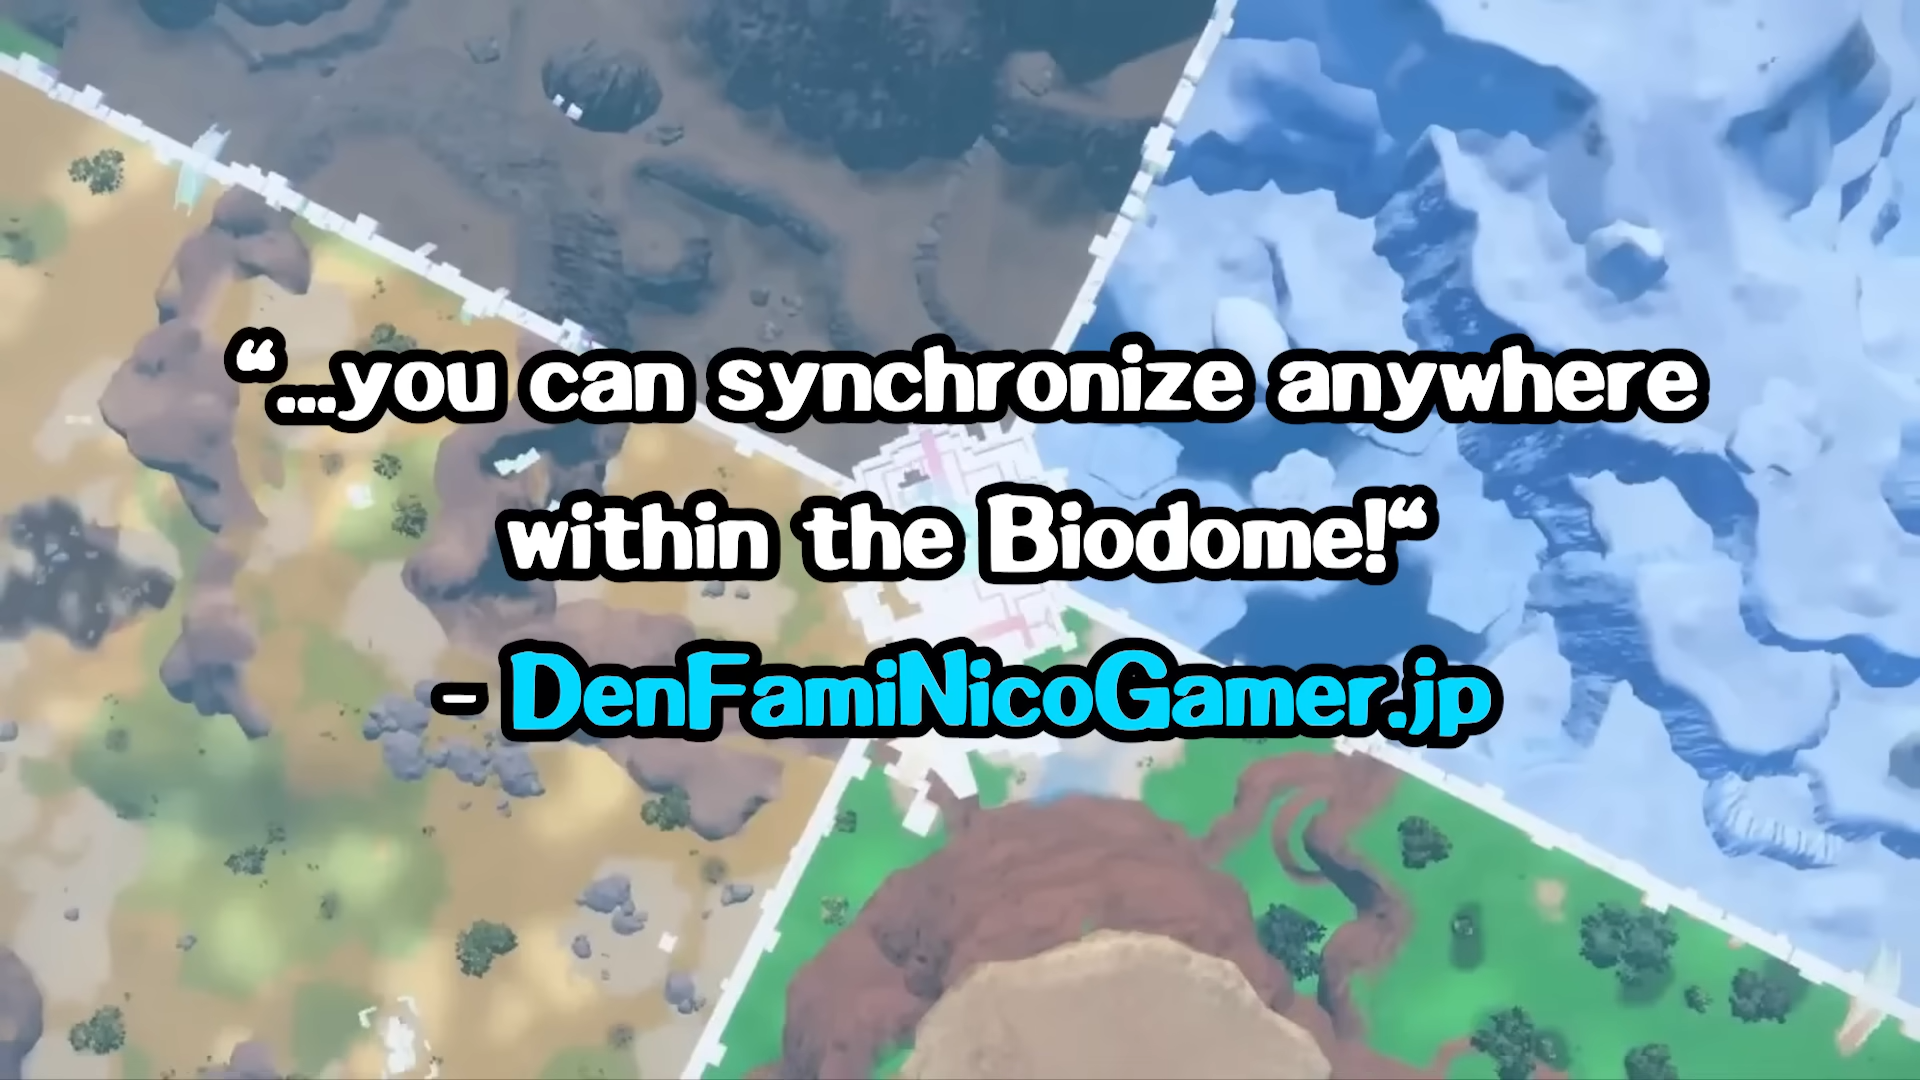 “...you can synchronize anywhere
within the Biodome!“
- DenFamiNicoGamer.jp